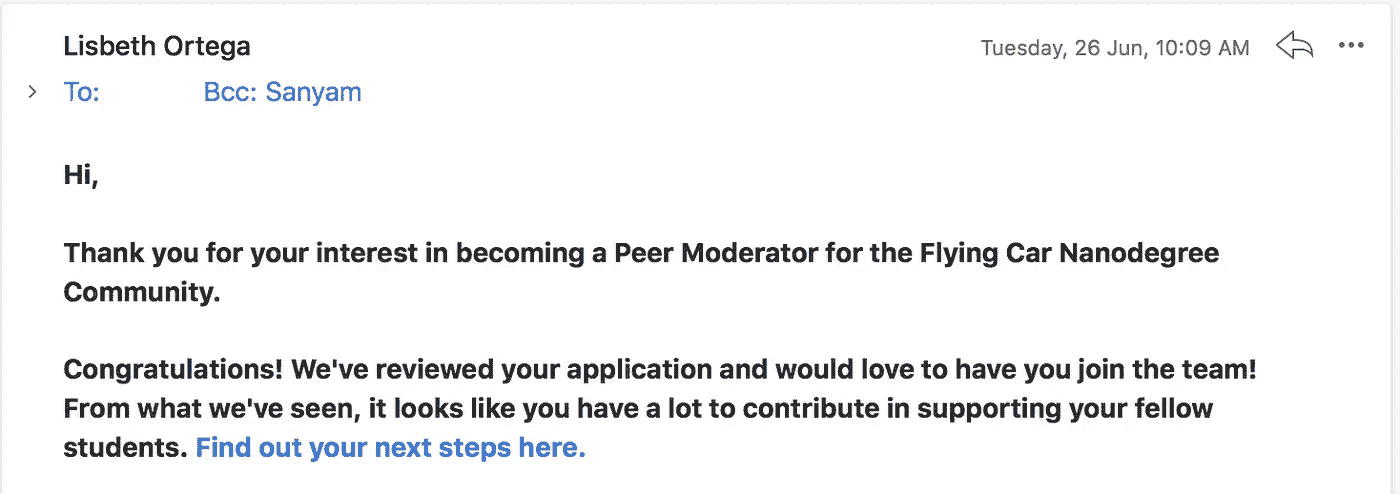 Lisbeth Ortega
Tuesday, 26 Jun, 10:09 AM
To: Bcc: Sanyam
Hi,
Thank you for your interest in becoming a Peer Moderator for the Flying Car Nanodegree
Community.
Congratulations! We've reviewed your application and would love to have you join the team!
From what we've seen, it looks like you have a lot to contribute in supporting your fellow
students. Find out your next steps here.